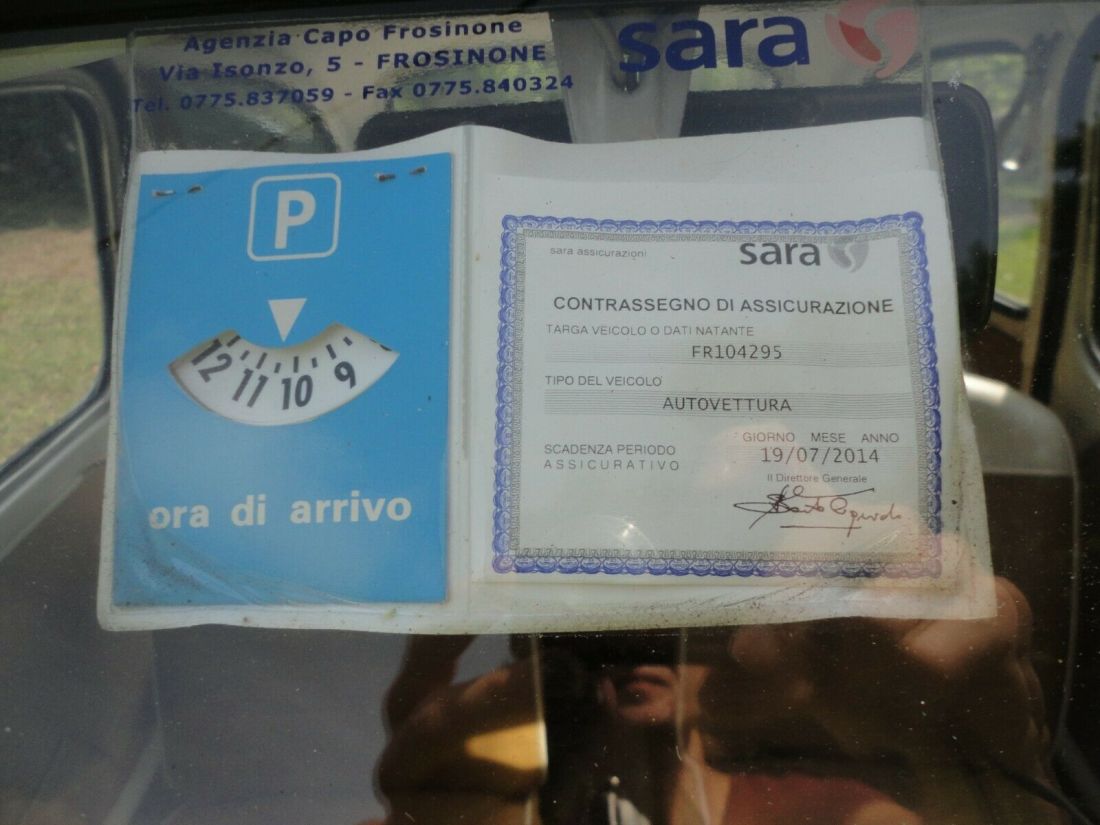 Agenzia Capo Frosinone
Via Isonzo, 5 - FROSINONE
Tel. 0775.837059 - Fax 0775.840324
sara
P
12 11 10 9
ora di arrivo
sara assicurazioni
sara
CONTRASSEGNO DI ASSICURAZIONE
TARGA VEICOLO O DATI NATANTE
FR104295
TIPO DEL VEICOLO
AUTOVETTURA
SCADENZA PERIODO
ASSICURATIVO
GIORNO MESE ANNO
19/07/2014
Il Direttore Generale